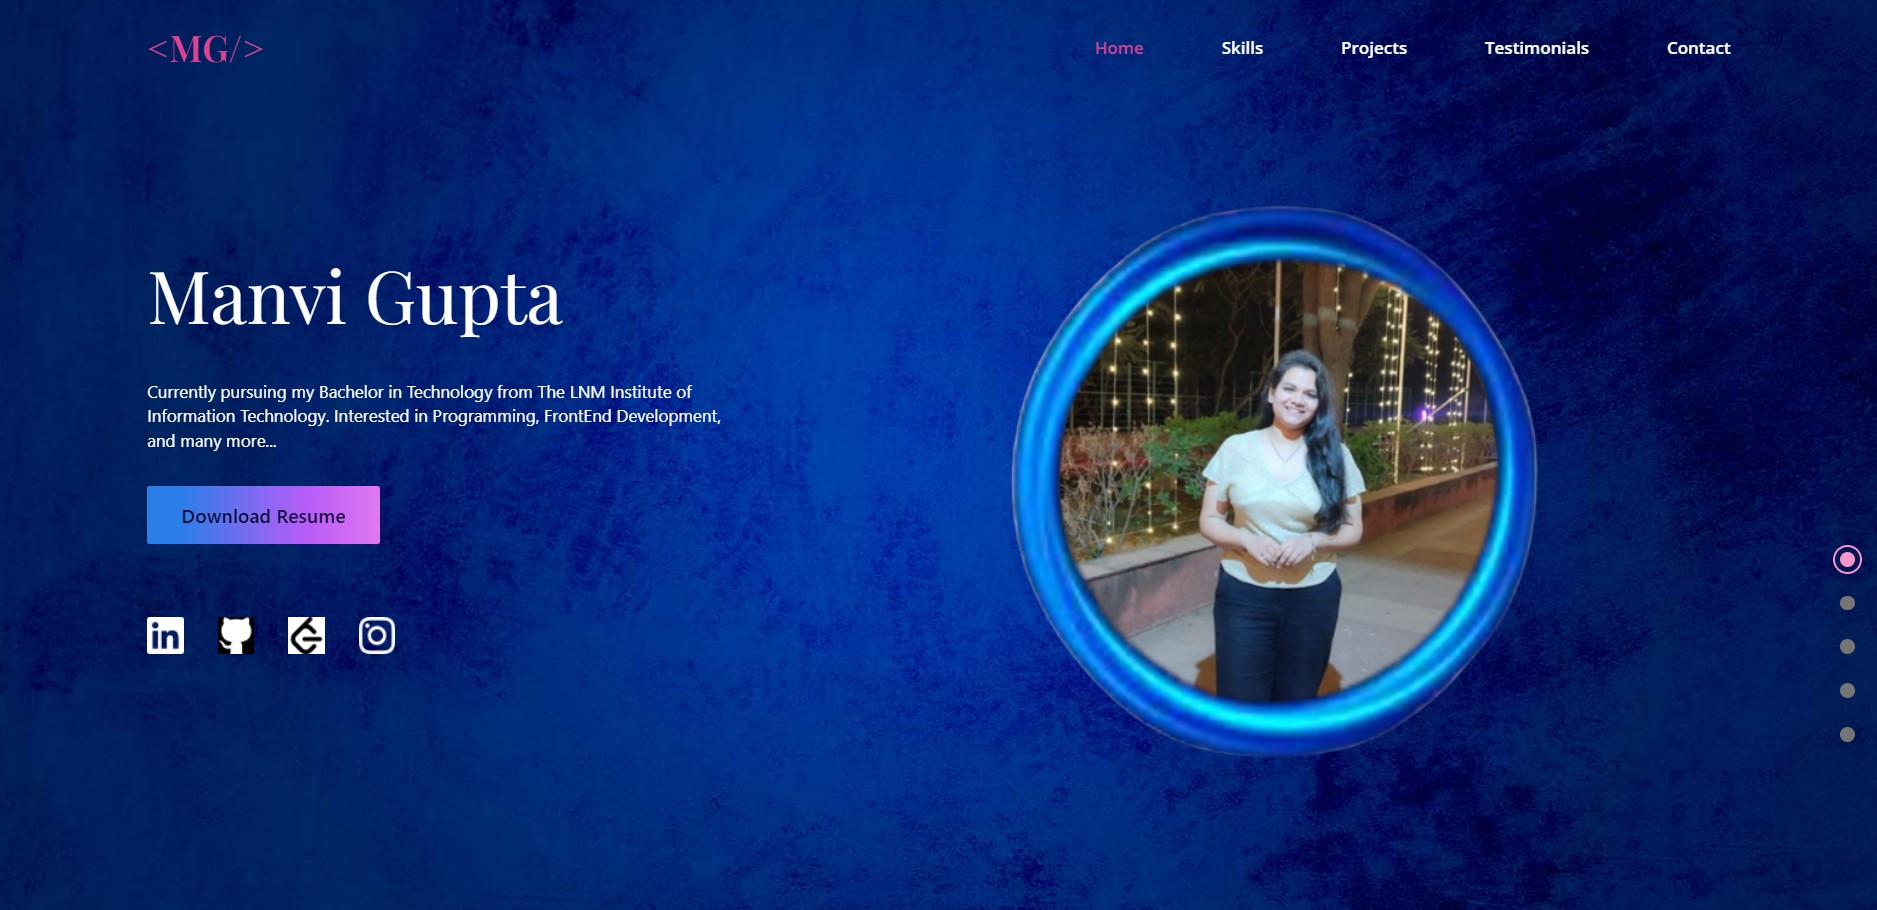 <MG/>
Home
Skills
Projects
Testimonials
Contact
Manvi Gupta
Currently pursuing my Bachelor in Technology from The LNM Institute of
Information Technology. Interested in Programming, FrontEnd Development,
and many more...
Download Resume
in